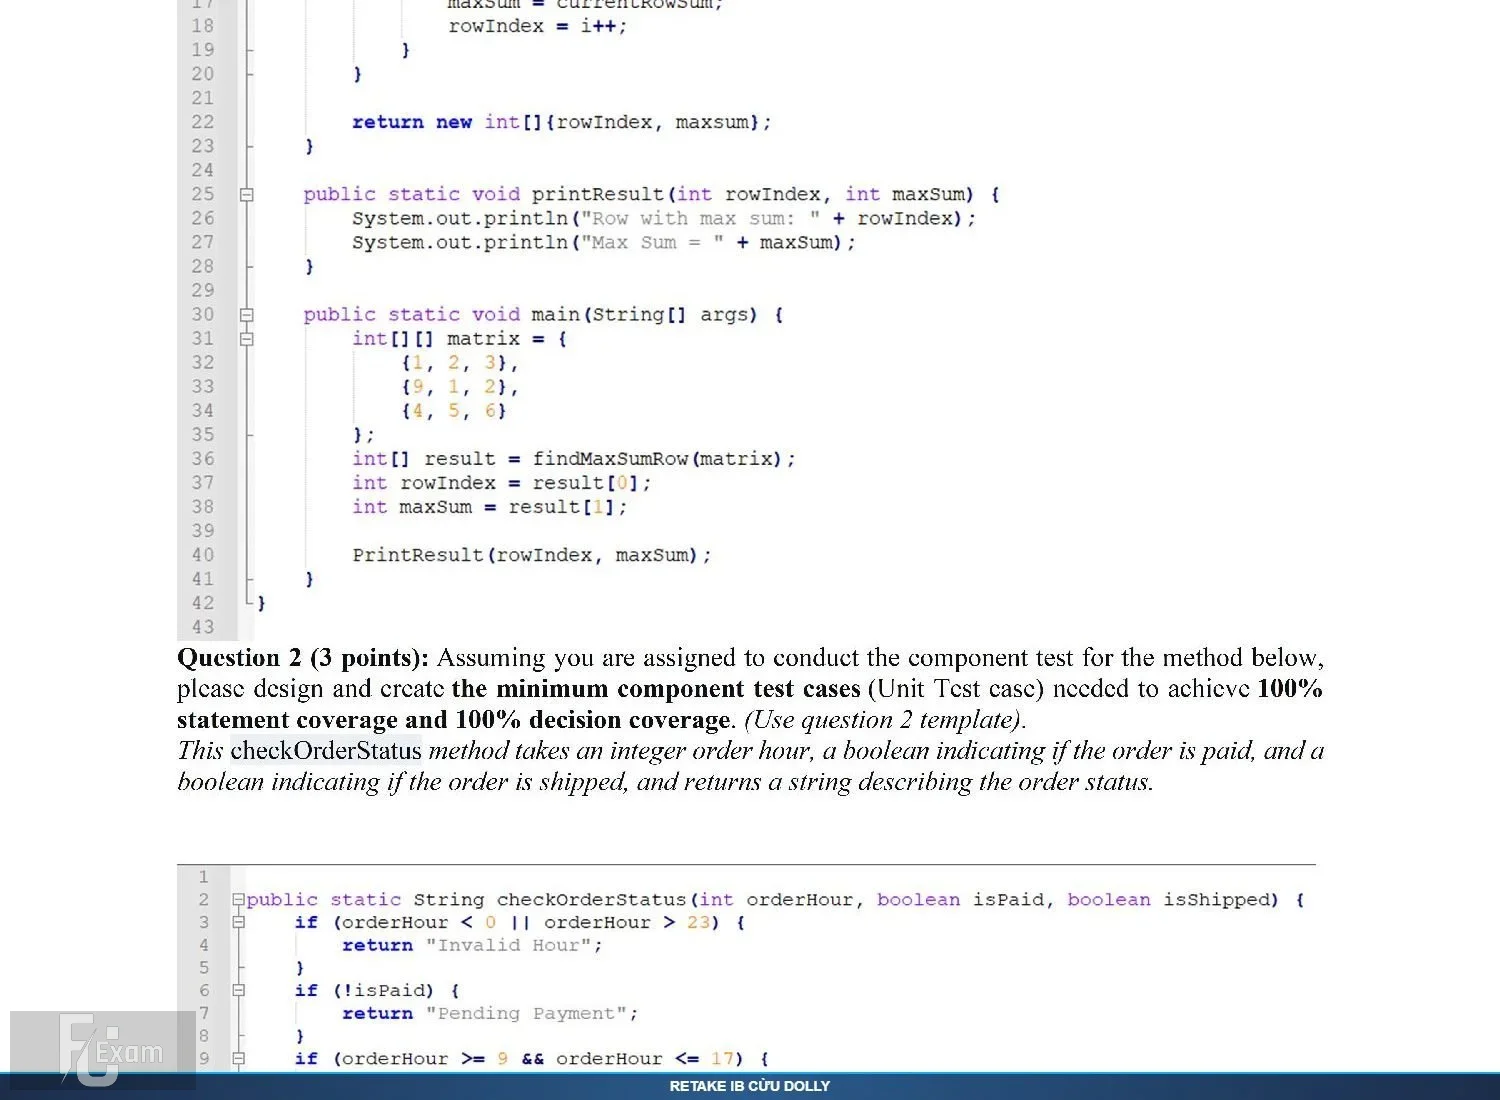 17 maxSum = currentRowSum;
18 rowIndex = i++;
19 }
20 }
21
22 return new int[]{rowIndex, maxsum};
23 }
24
25 public static void printResult(int rowIndex, int maxSum) {
26 System.out.println("Row with max sum: " + rowIndex);
27 System.out.println("Max Sum = " + maxSum);
28 }
29
30 public static void main(String[] args) {
31 int[][] matrix = {
32 {1, 2, 3},
33 {9, 1, 2},
34 {4, 5, 6}
35 };
36 int[] result = findMaxSumRow(matrix);
37 int rowIndex = result[0];
38 int maxSum = result[1];
39
40 PrintResult(rowIndex, maxSum);
41 }
42 }
43
Question 2 (3 points): Assuming you are assigned to conduct the component test for the method below,
please design and create the minimum component test cases (Unit Test case) needed to achieve 100%
statement coverage and 100% decision coverage. (Use question 2 template).
This checkOrderStatus method takes an integer order hour, a boolean indicating if the order is paid, and a
boolean indicating if the order is shipped, and returns a string describing the order status.
1
2 public static String checkOrderStatus(int orderHour, boolean isPaid, boolean isShipped) {
3 if (orderHour < 0 || orderHour > 23) {
4 return "Invalid Hour";
5 }
6 if (!isPaid) {
7 return "Pending Payment";
8 }
9 if (orderHour >= 9 && orderHour <= 17) {
FUExam
RETAKE IB CỪU DOLLY